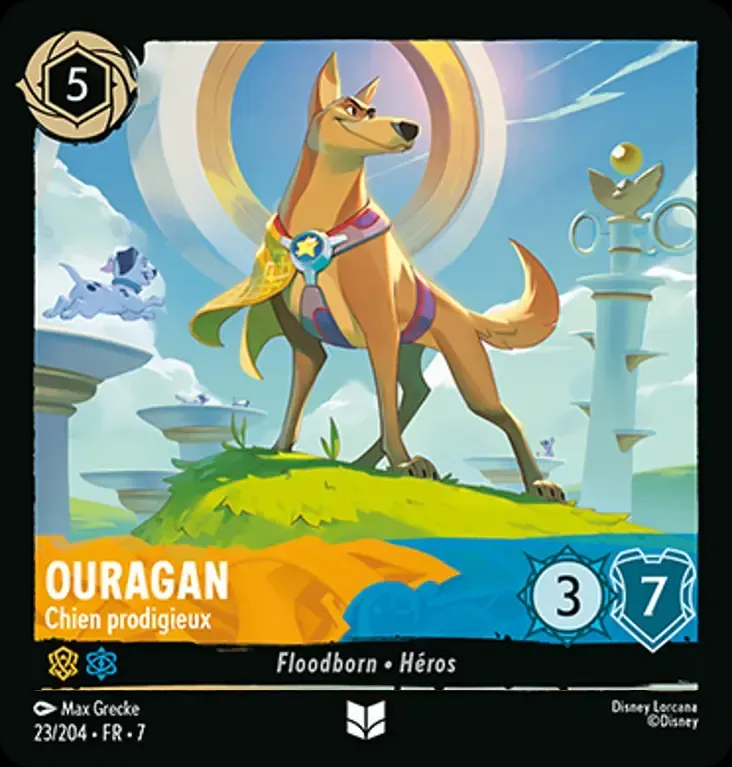 5
OURAGAN
Chien prodigieux
3
7
Floodborn • Héros
Max Grecke
23/204 • FR • 7
Disney Lorcana
©Disney